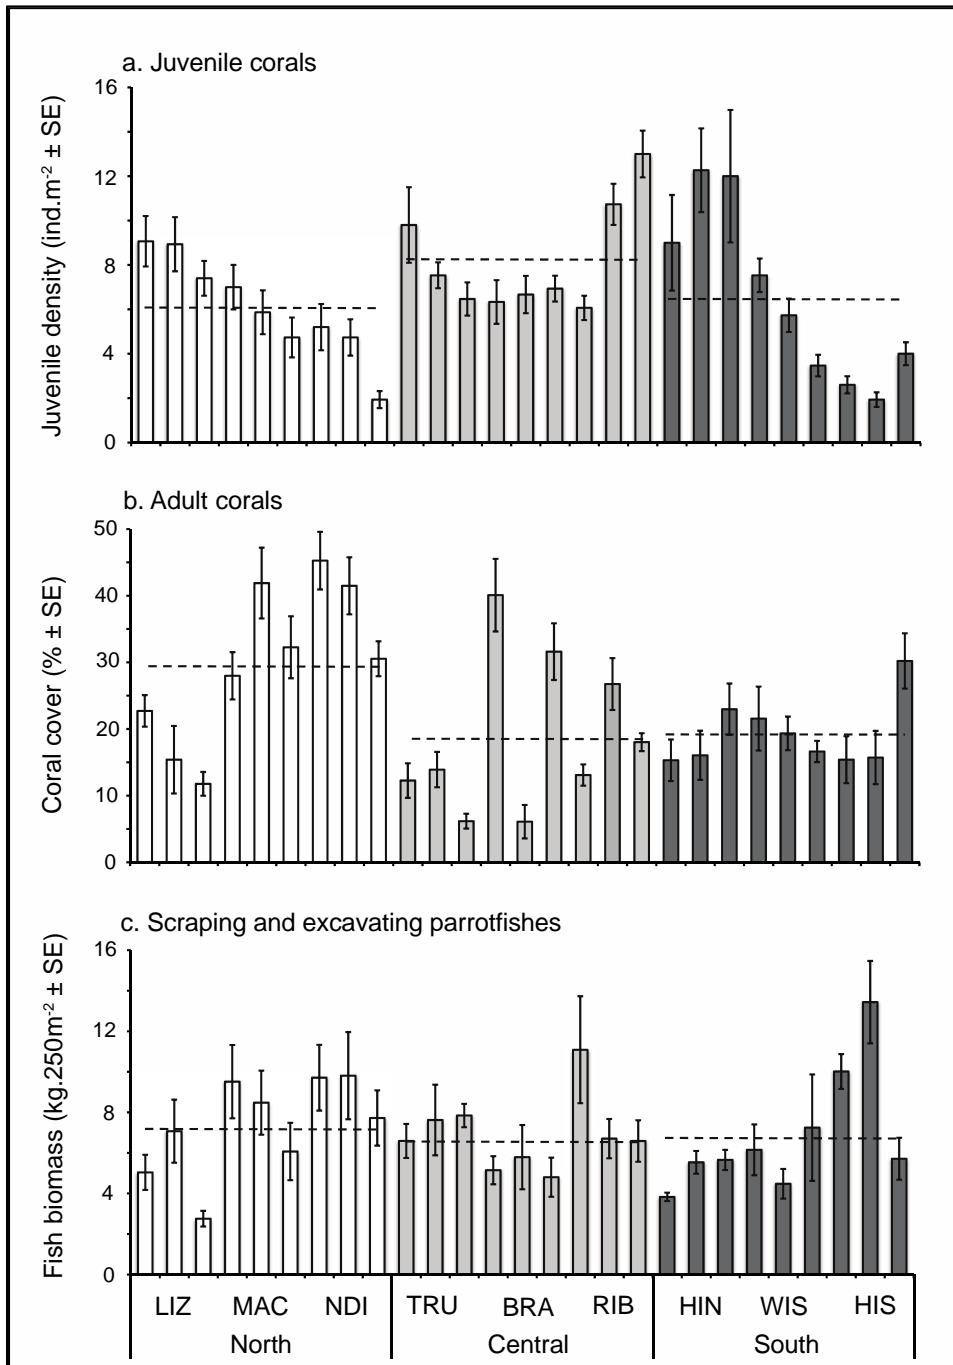 a. Juvenile corals
Juvenile density (ind.m⁻² ± SE)
16
12
8
4
0
b. Adult corals
Coral cover (% ± SE)
50
40
30
20
10
0
c. Scraping and excavating parrotfishes
Fish biomass (kg.250m⁻² ± SE)
16
12
8
4
0
LIZ MAC NDI TRU BRA RIB HIN WIS HIS
North Central South